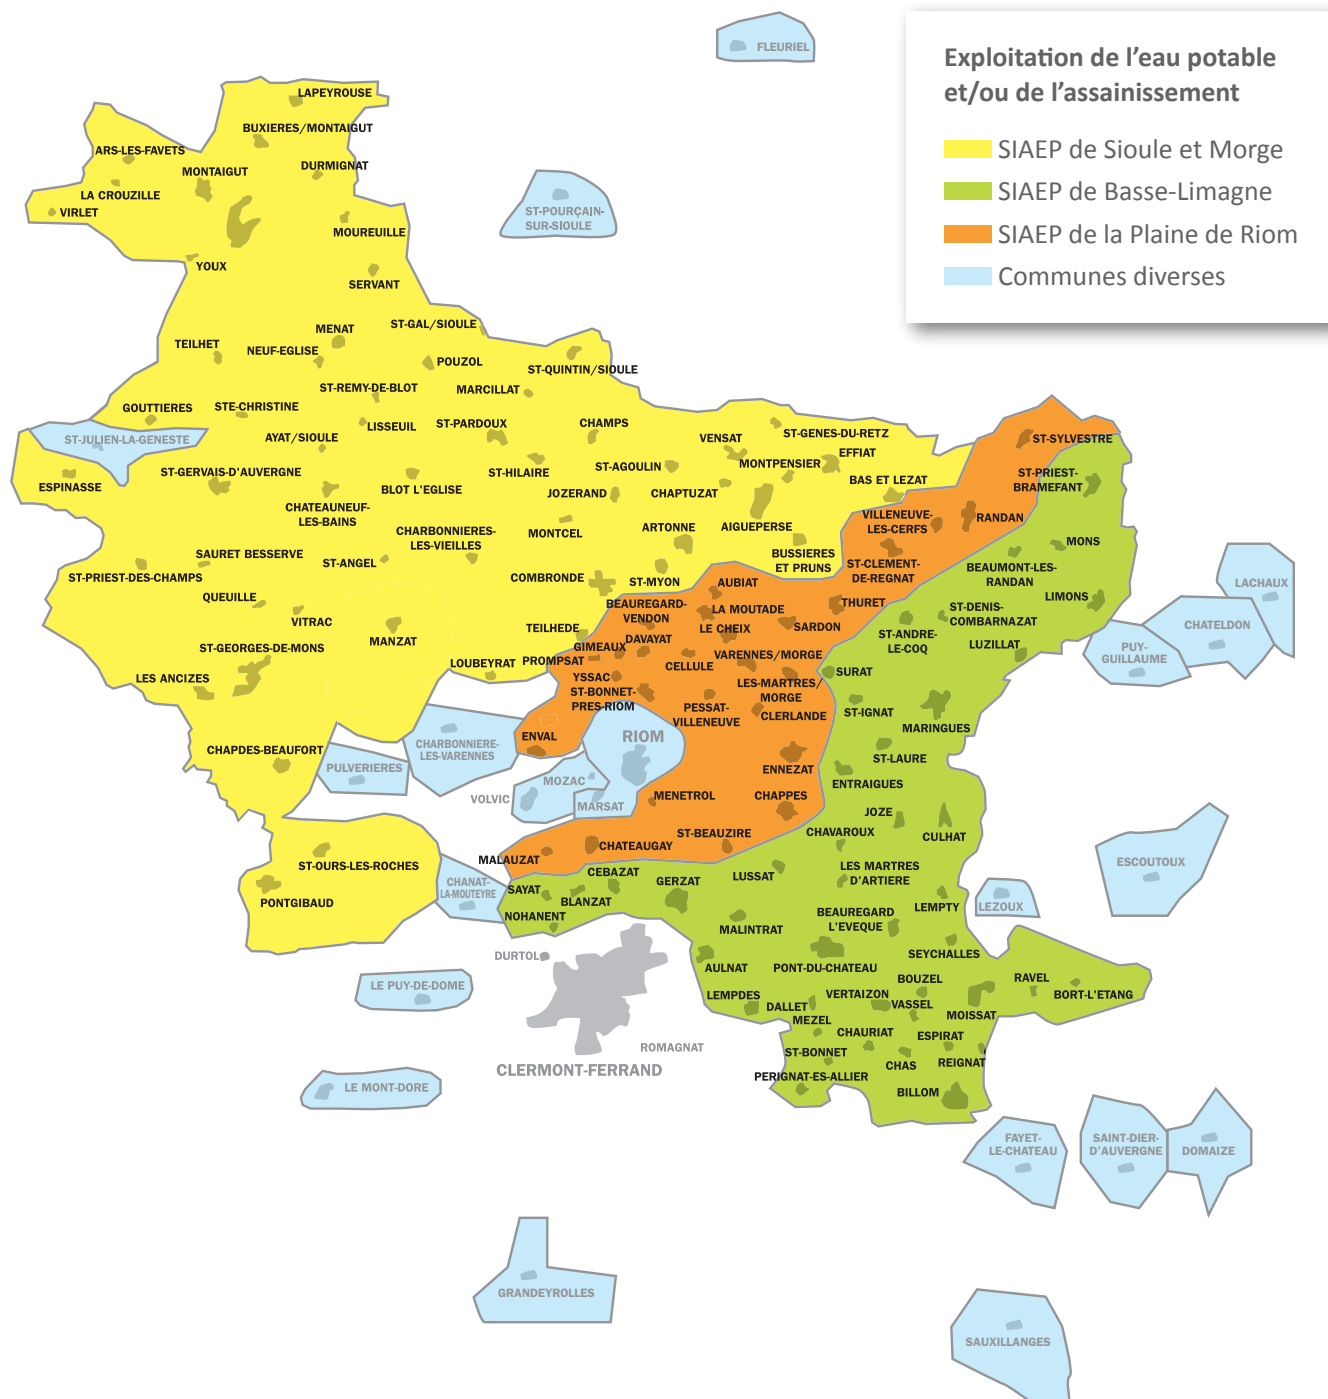 FLEURIEL
Exploitation de l’eau potable
et/ou de l’assainissement
SIAEP de Sioule et Morge
SIAEP de Basse-Limagne
SIAEP de la Plaine de Riom
Communes diverses
LAPEYROUSE
BUXIERES/MONTAIGUT
ARS-LES-FAVETS
MONTAIGUT
DURMIGNAT
LA CROUZILLE
VIRLET
MOUREUILLE
ST-POURÇAIN-
SUR-SIOULE
YOUX
SERVANT
MENAT
ST-GAL/SIOULE
TEILHET
NEUF-EGLISE
POUZOL
ST-QUINTIN/SIOULE
ST-REMY-DE-BLOT
MARCILLAT
GOUTTIERES
STE-CHRISTINE
LISSEUIL
ST-PARDOUX
CHAMPS
ST-JULIEN-LA-GENESTE
AYAT/SIOULE
VENSAT
ST-GENES-DU-RETZ
ST-SYLVESTRE
ESPINASSE
ST-GERVAIS-D'AUVERGNE
BLOT L'EGLISE
ST-HILAIRE
ST-AGOULIN
MONTPENSIER
EFFIAT
BAS ET LEZAT
ST-PRIEST-
BRAMEFANT
CHATEAUNEUF-
LES-BAINS
JOZERAND
CHAPTUZAT
VILLENEUVE-
LES-CERFS
RANDAN
CHARBONNIERES-
LES-VIEILLES
MONTCEL
ARTONNE
AIGUEPERSE
MONS
SAURET BESSERVE
ST-ANGEL
BUSSIERES
ET PRUNS
ST-CLEMENT-
DE-REGNAT
BEAUMONT-LES-
RANDAN
ST-PRIEST-DES-CHAMPS
COMBRONDE
ST-MYON
AUBIAT
LACHAUX
QUEUILLE
VITRAC
BEAUREGARD-
VENDON
LA MOUTADE
THURET
ST-DENIS-
COMBARNAZAT
LIMONS
MANZAT
TEILHEDE
LE CHEIX
SARDON
CHATELDON
ST-GEORGES-DE-MONS
GIMEAUX
DAVAYAT
ST-ANDRE-
LE-COQ
LUZILLAT
PUY-
GUILLAUME
LOUBEYRAT
PROMPSAT
CELLULE
VARENNES/MORGE
SURAT
LES ANCIZES
YSSAC
ST-BONNET-
PRES-RIOM
LES-MARTRES/
MORGE
PESSAT-
VILLENEUVE
CLERLANDE
ST-IGNAT
MARINGUES
CHAPDES-BEAUFORT
CHARBONNIERE-
LES-VARENNES
ENVAL
RIOM
PULVERIERES
ENNEZAT
ST-LAURE
ENTRAIGUES
VOLVIC
MOZAC
MARSAT
MENETROL
CHAPPES
JOZE
CULHAT
ST-OURS-LES-ROCHES
MALAUZAT
CHATEAUGAY
ST-BEAUZIRE
CHAVAROUX
ESCOUTOUX
PONTGIBAUD
CHANAT-
LA-MOUTEYRE
SAYAT
CEBAZAT
BLANZAT
GERZAT
LUSSAT
LES MARTRES
D'ARTIERE
LEMPTY
LEZOUX
NOHANENT
MALINTRAT
BEAUREGARD
L'EVEQUE
DURTOL
SEYCHALLES
AULNAT
PONT-DU-CHATEAU
LE PUY-DE-DOME
BOUZEL
RAVEL
BORT-L'ETANG
LEMPDES
DALLET
VERTAIZON
VASSEL
MOISSAT
MEZEL
CHAURIAT
ESPIRAT
ROMAGNAT
ST-BONNET
CHAS
REIGNAT
CLERMONT-FERRAND
PERIGNAT-ES-ALLIER
BILLOM
LE MONT-DORE
FAYET-
LE-CHATEAU
SAINT-DIER-
D'AUVERGNE
DOMAIZE
GRANDEYROLLES
SAUXILLANGES